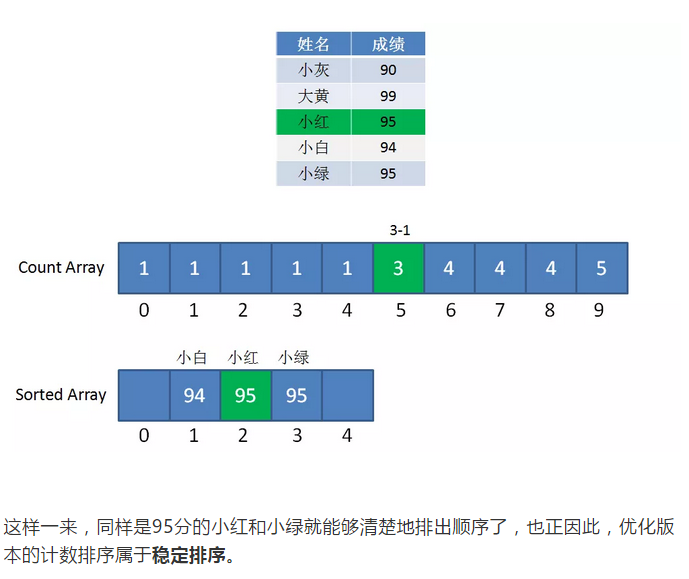 姓名 成绩
小灰 90
大黄 99
小红 95
小白 94
小绿 95
3-1
Count Array 1 1 1 1 1 3 4 4 4 5
0 1 2 3 4 5 6 7 8 9
小白 小红 小绿
Sorted Array 94 95 95
0 1 2 3 4
这样一来，同样是95分的小红和小绿就能够清楚地排出顺序了，也正因此，优化版
本的计数排序属于稳定排序。